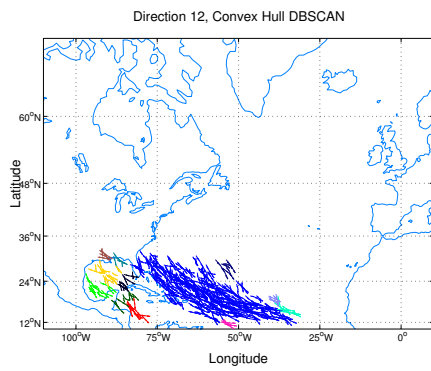 Direction 12, Convex Hull DBSCAN
Latitude
60°N
48°N
36°N
24°N
12°N
100°W
75°W
50°W
25°W
0°
Longitude